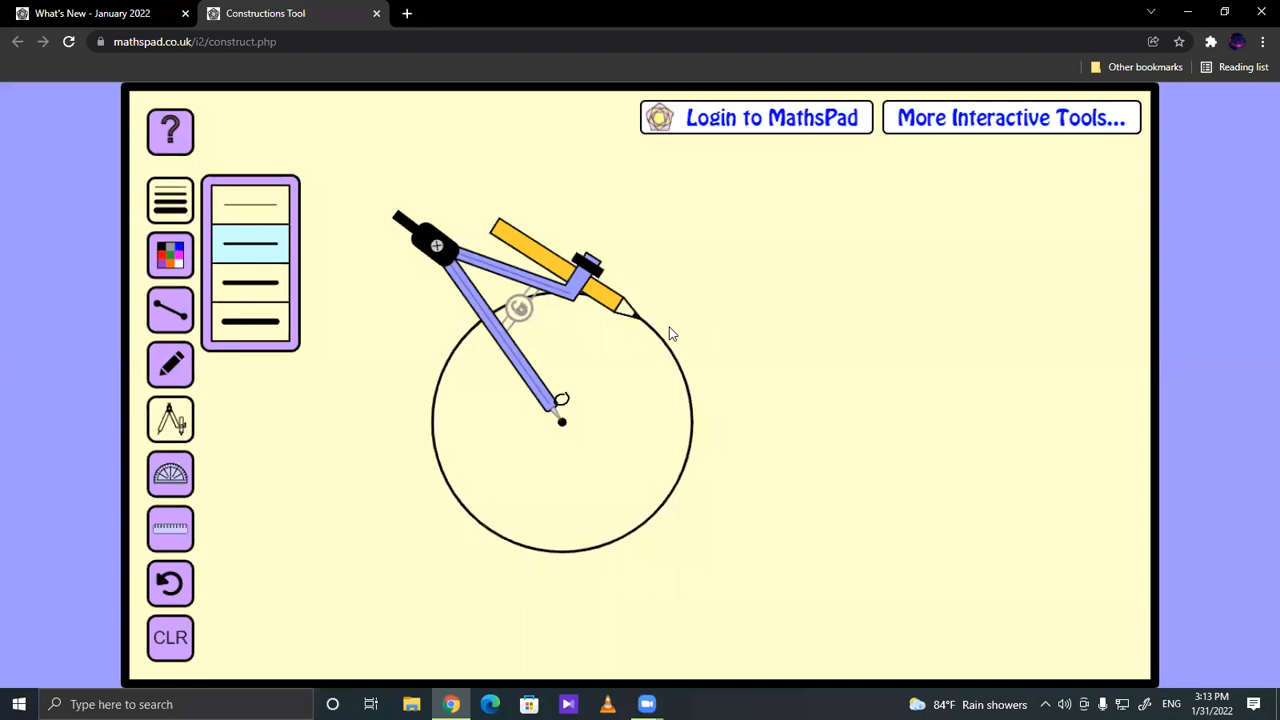 What's New - January 2022
Constructions Tool
mathspad.co.uk/i2/construct.php
Other bookmarks
Reading list
?
Login to MathsPad
More Interactive Tools...
CLR
Type here to search
84°F Rain showers
ENG
3:13 PM
1/31/2022